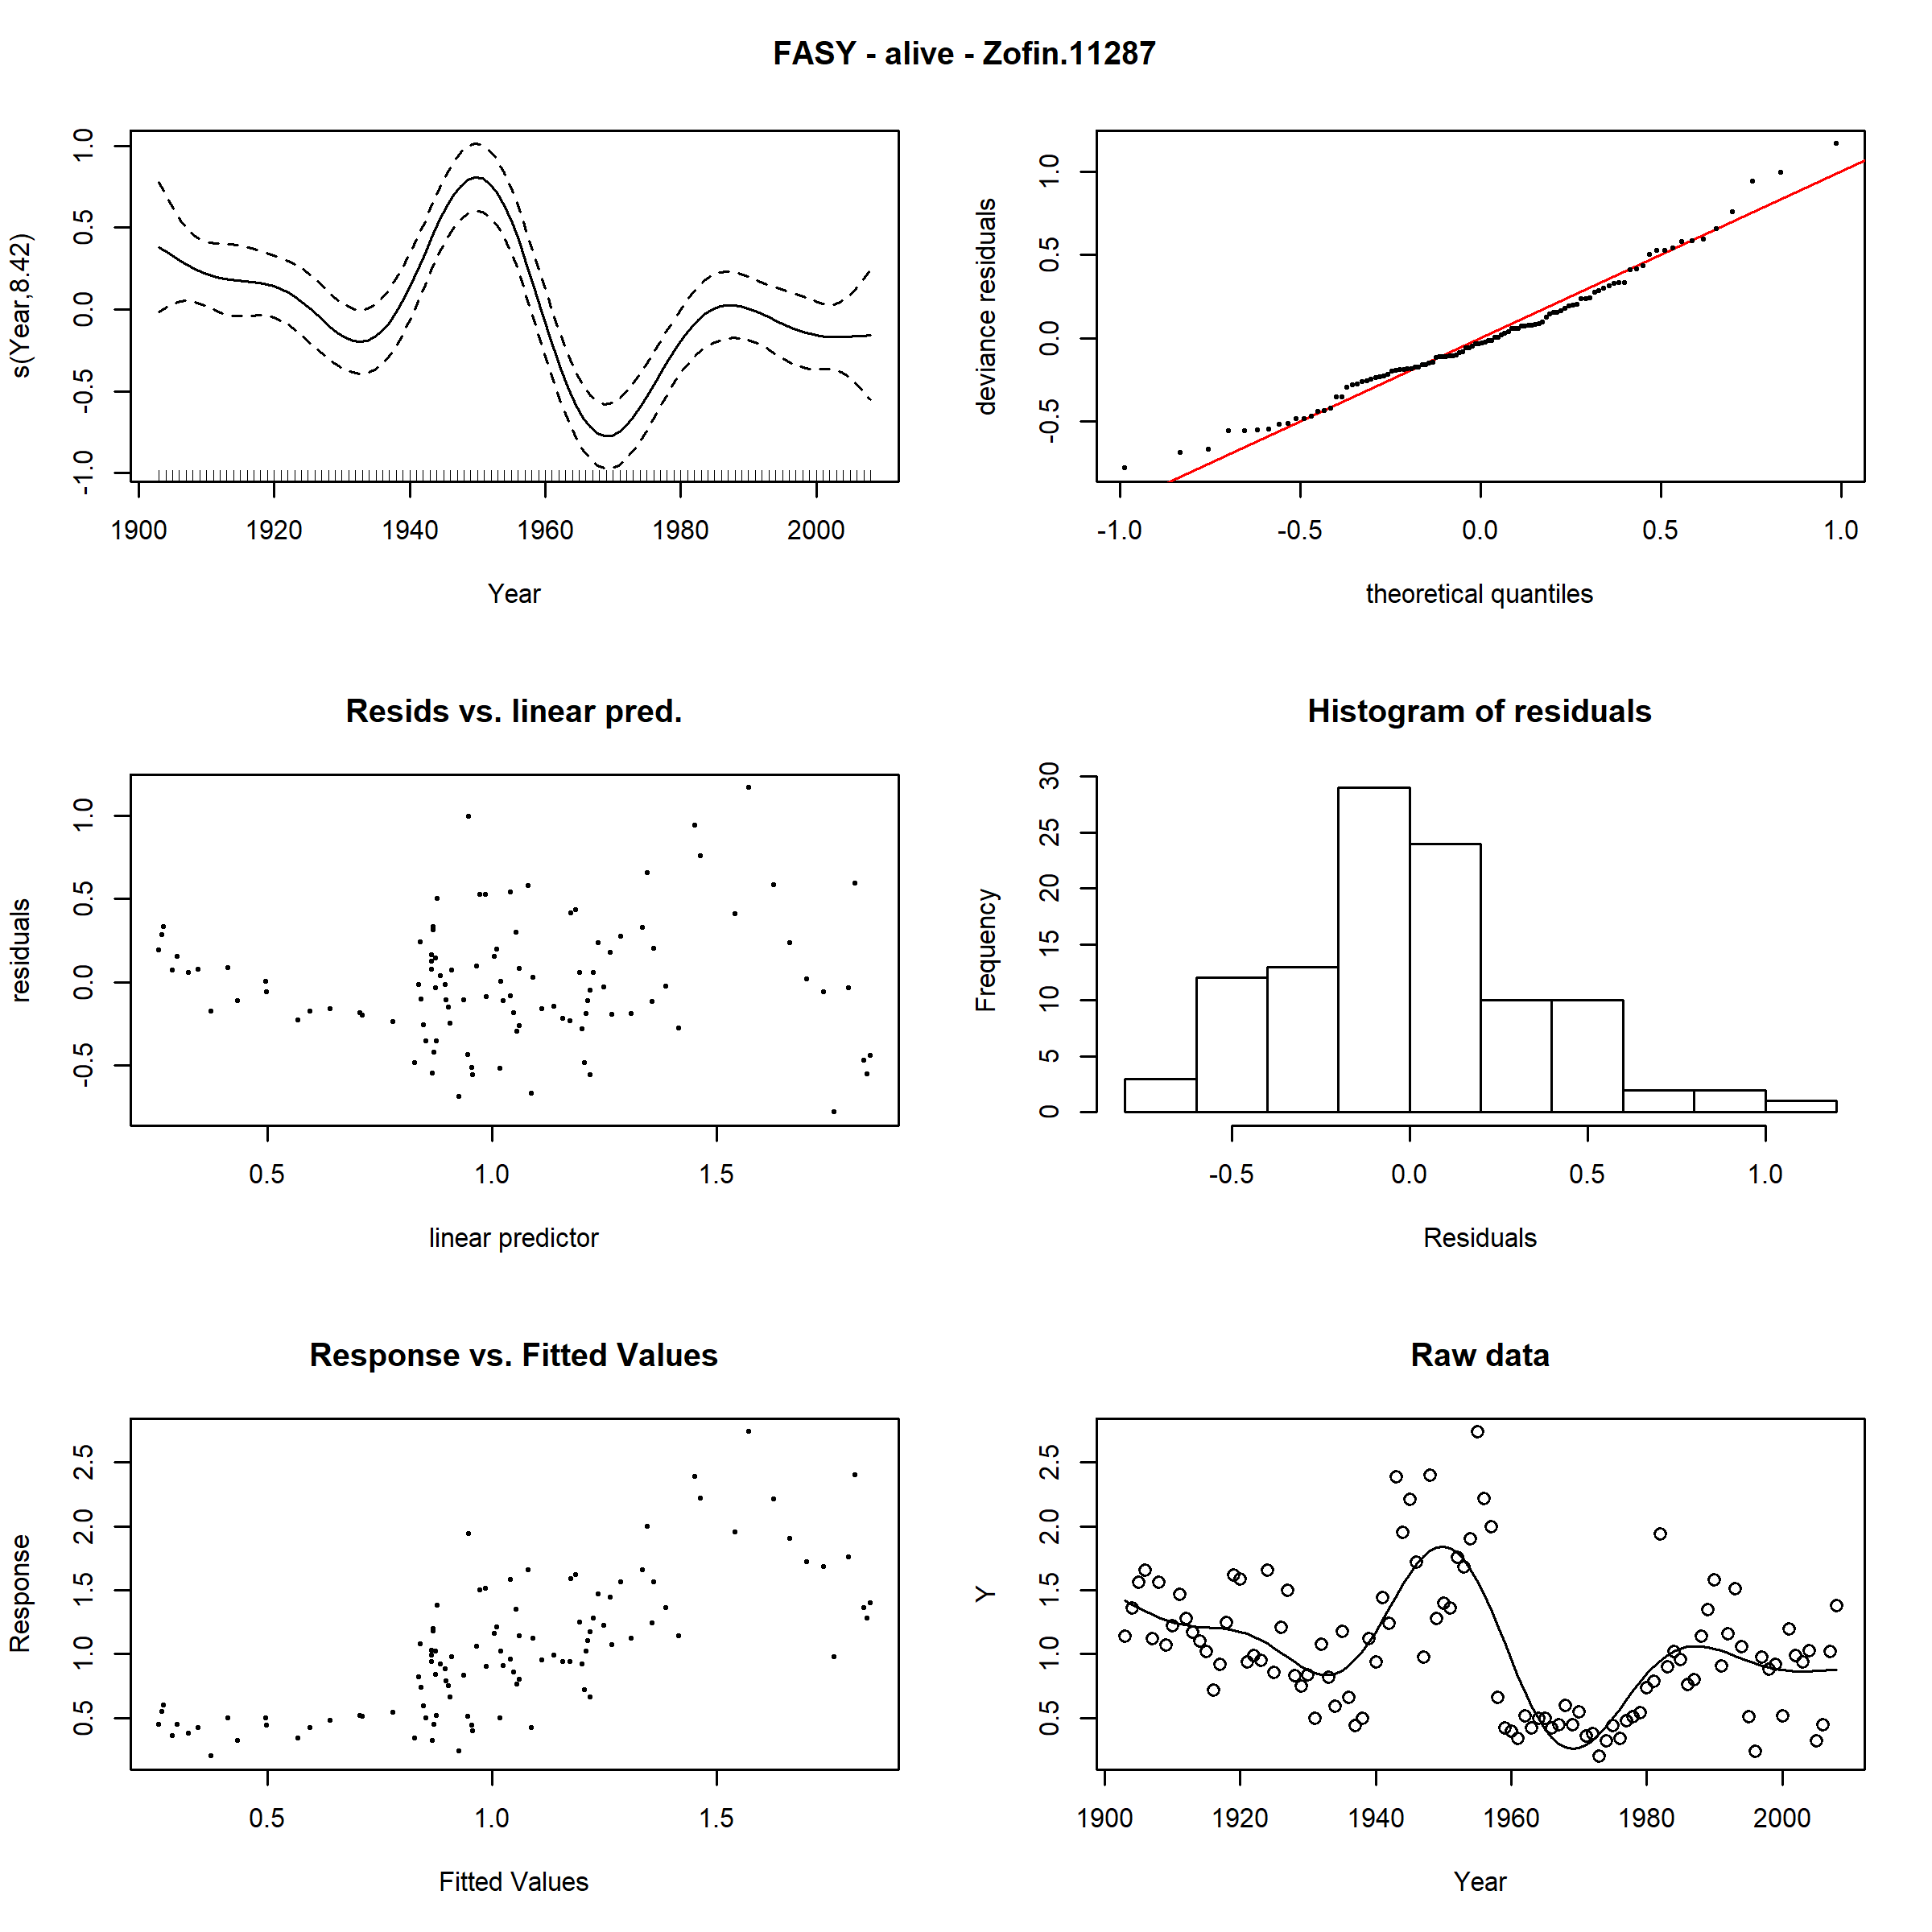 FASY - alive - Zofin.11287
s(Year,8.42)
1.0
0.5
0.0
-0.5
-1.0
1900 1920 1940 1960 1980 2000
Year
deviance residuals
1.0
0.5
0.0
-0.5
-1.0 -0.5 0.0 0.5 1.0
theoretical quantiles
Resids vs. linear pred.
residuals
1.0
0.5
0.0
-0.5
0.5 1.0 1.5
linear predictor
Histogram of residuals
Frequency
30
25
20
15
10
5
0
-0.5 0.0 0.5 1.0
Residuals
Response vs. Fitted Values
Response
2.5
2.0
1.5
1.0
0.5
0.5 1.0 1.5
Fitted Values
Raw data
Y
2.5
2.0
1.5
1.0
0.5
1900 1920 1940 1960 1980 2000
Year